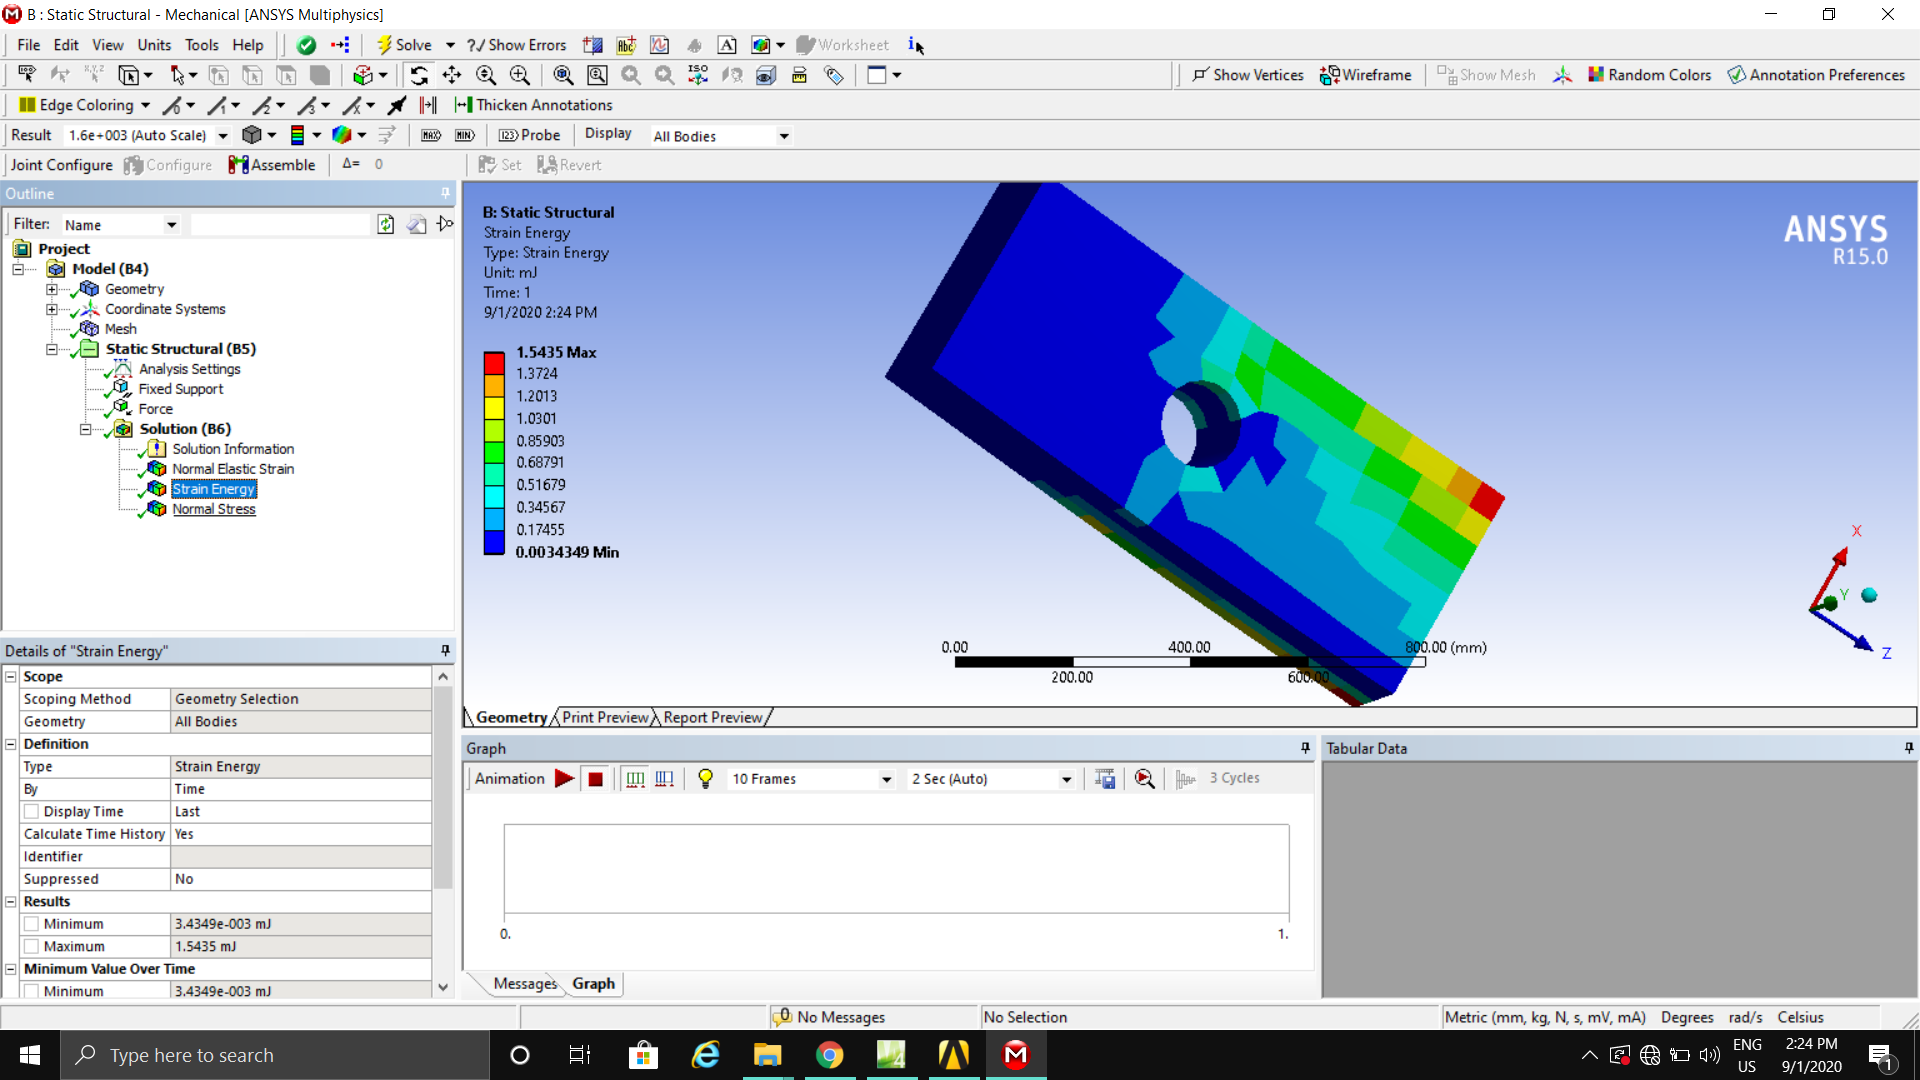 B : Static Structural - Mechanical [ANSYS Multiphysics]
File Edit View Units Tools Help Solve ?✓ Show Errors Worksheet
Show Vertices Wireframe Show Mesh Random Colors Annotation Preferences
Edge Coloring Thicken Annotations
Result 1.6e+003 (Auto Scale) MAX MIN Probe Display All Bodies
Joint Configure Configure Assemble Δ= 0 Set Revert
Outline
Filter: Name
Project
Model (B4)
Geometry
Coordinate Systems
Mesh
Static Structural (B5)
Analysis Settings
Fixed Support
Force
Solution (B6)
Solution Information
Normal Elastic Strain
Strain Energy
Normal Stress
B: Static Structural
Strain Energy
Type: Strain Energy
Unit: mJ
Time: 1
9/1/2020 2:24 PM
1.5435 Max
1.3724
1.2013
1.0301
0.85903
0.68791
0.51679
0.34567
0.17455
0.0034349 Min
ANSYS
R15.0
X
Y
Z
0.00 400.00 800.00 (mm)
200.00 600.00
Geometry Print Preview Report Preview
Details of "Strain Energy"
Scope
Scoping Method Geometry Selection
Geometry All Bodies
Definition
Type Strain Energy
By Time
Display Time Last
Calculate Time History Yes
Identifier
Suppressed No
Results
Minimum 3.4349e-003 mJ
Maximum 1.5435 mJ
Minimum Value Over Time
Minimum 3.4349e-003 mJ
Graph
Animation 10 Frames 2 Sec (Auto) 3 Cycles
0. 1.
Messages Graph
Tabular Data
0 No Messages No Selection Metric (mm, kg, N, s, mV, mA) Degrees rad/s Celsius
Type here to search
ENG
US
2:24 PM
9/1/2020
1